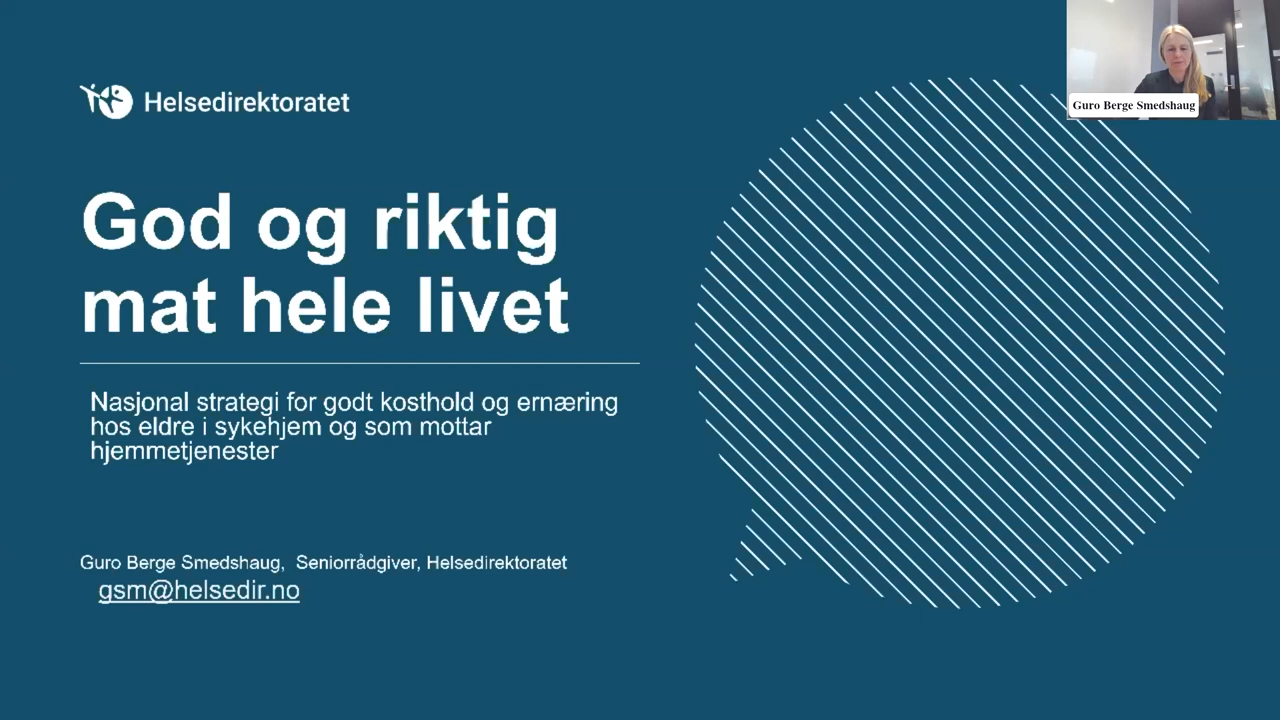 Helsedirektoratet
Guro Berge Smedshaug
God og riktig
mat hele livet
Nasjonal strategi for godt kosthold og ernæring
hos eldre i sykehjem og som mottar
hjemmetjenester
Guro Berge Smedshaug, Seniorrådgiver, Helsedirektoratet
gsm@helsedir.no